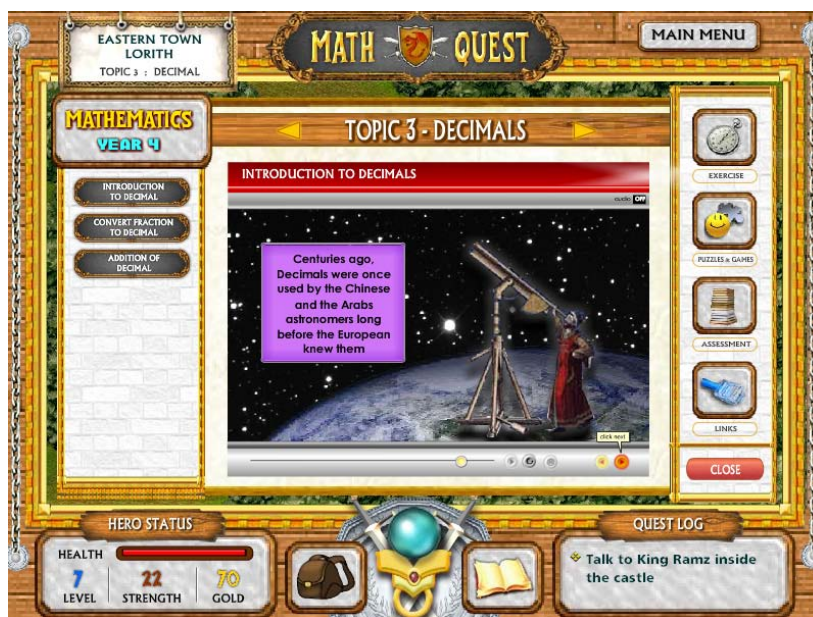 EASTERN TOWN
LORITH
TOPIC 3 : DECIMAL
MATH QUEST
MAIN MENU
MATHEMATICS
YEAR 4
TOPIC 3 - DECIMALS
INTRODUCTION
TO DECIMAL
CONVERT FRACTION
TO DECIMAL
ADDITION OF
DECIMAL
INTRODUCTION TO DECIMALS
audio OFF
Centuries ago,
Decimals were once
used by the Chinese
and the Arabs
astronomers long
before the European
knew them
click next
EXERCISE
PUZZLES & GAMES
ASSESSMENT
LINKS
CLOSE
HERO STATUS
HEALTH
7 22 70
LEVEL STRENGTH GOLD
QUEST LOG
Talk to King Ramz inside
the castle